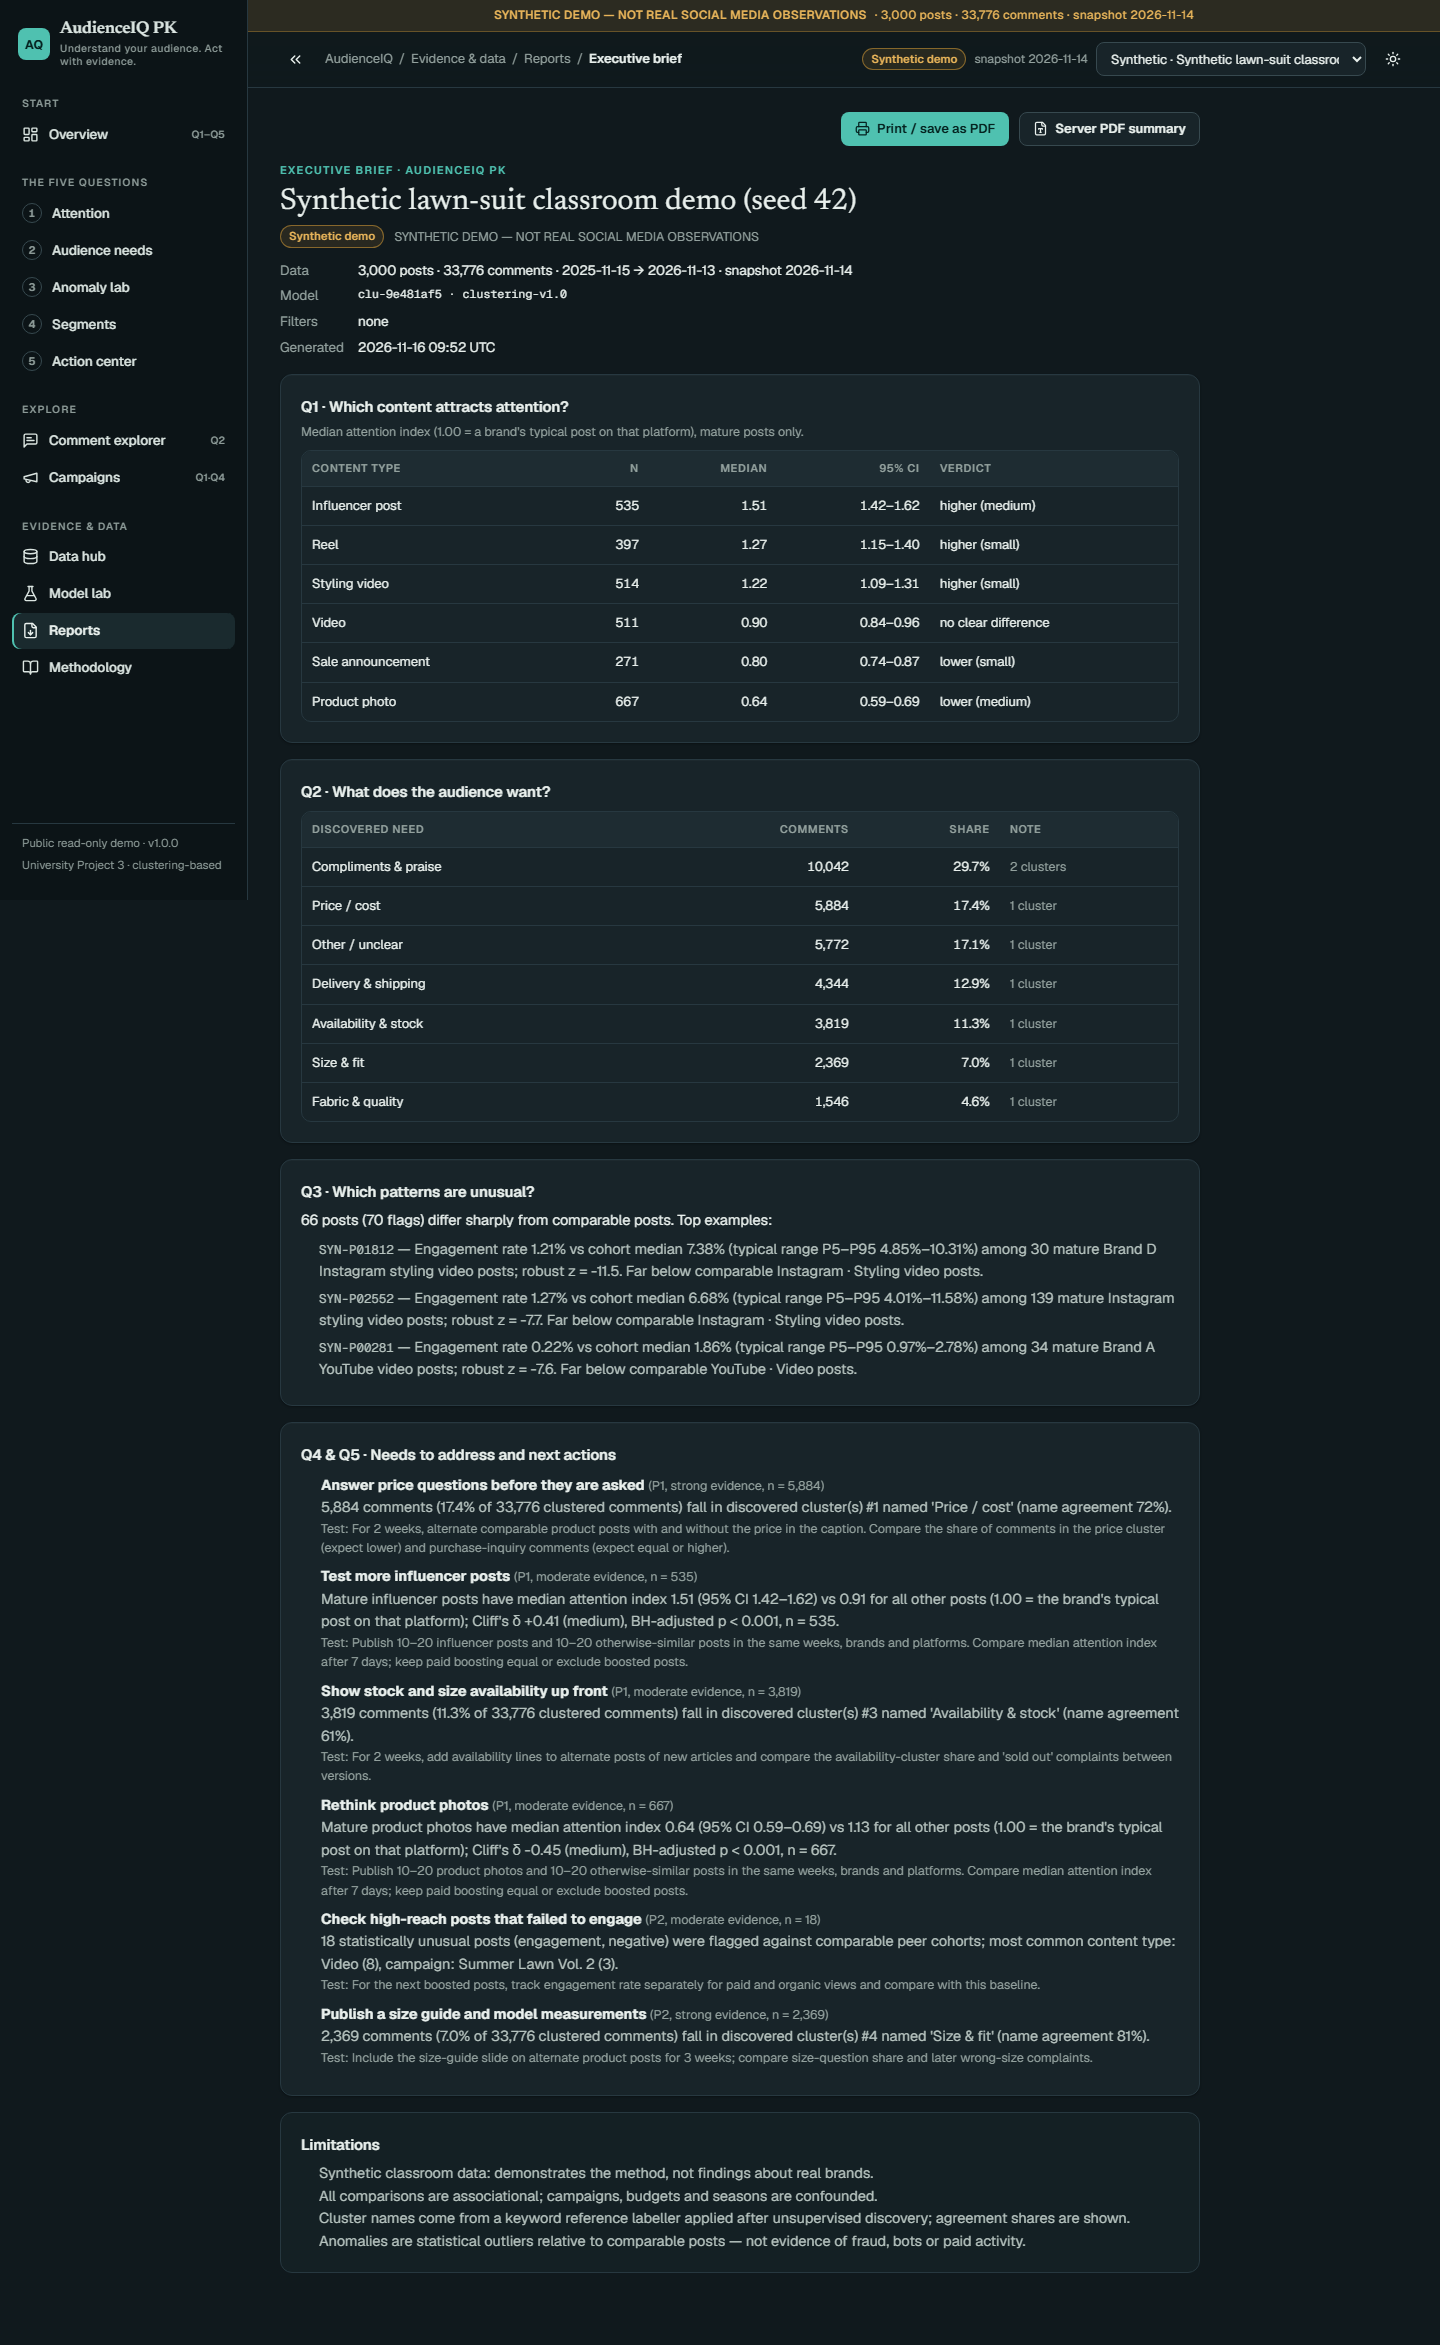 AQ
AudienceIQ PK
Understand your audience. Act
with evidence.
START
Overview Q1–Q5
THE FIVE QUESTIONS
1 Attention
2 Audience needs
3 Anomaly lab
4 Segments
5 Action center
EXPLORE
Comment explorer Q2
Campaigns Q1-Q4
EVIDENCE & DATA
Data hub
Model lab
Reports
Methodology
Public read-only demo · v1.0.0
University Project 3 · clustering-based
SYNTHETIC DEMO — NOT REAL SOCIAL MEDIA OBSERVATIONS · 3,000 posts · 33,776 comments · snapshot 2026-11-14
AudienceIQ / Evidence & data / Reports / Executive brief
Synthetic demo snapshot 2026-11-14 Synthetic · Synthetic lawn-suit classroo
Print / save as PDF
Server PDF summary
EXECUTIVE BRIEF · AUDIENCEIQ PK
Synthetic lawn-suit classroom demo (seed 42)
Synthetic demo SYNTHETIC DEMO — NOT REAL SOCIAL MEDIA OBSERVATIONS
Data 3,000 posts · 33,776 comments · 2025-11-15 → 2026-11-13 · snapshot 2026-11-14
Model clu-9e481af5 · clustering-v1.0
Filters none
Generated 2026-11-16 09:52 UTC
Q1 · Which content attracts attention?
Median attention index (1.00 = a brand's typical post on that platform), mature posts only.
CONTENT TYPE N MEDIAN 95% CI VERDICT
Influencer post 535 1.51 1.42–1.62 higher (medium)
Reel 397 1.27 1.15–1.40 higher (small)
Styling video 514 1.22 1.09–1.31 higher (small)
Video 511 0.90 0.84–0.96 no clear difference
Sale announcement 271 0.80 0.74–0.87 lower (small)
Product photo 667 0.64 0.59–0.69 lower (medium)
Q2 · What does the audience want?
DISCOVERED NEED COMMENTS SHARE NOTE
Compliments & praise 10,042 29.7% 2 clusters
Price / cost 5,884 17.4% 1 cluster
Other / unclear 5,772 17.1% 1 cluster
Delivery & shipping 4,344 12.9% 1 cluster
Availability & stock 3,819 11.3% 1 cluster
Size & fit 2,369 7.0% 1 cluster
Fabric & quality 1,546 4.6% 1 cluster
Q3 · Which patterns are unusual?
66 posts (70 flags) differ sharply from comparable posts. Top examples:
SYN-P01812 — Engagement rate 1.21% vs cohort median 7.38% (typical range P5–P95 4.85%–10.31%) among 30 mature Brand D
Instagram styling video posts; robust z = -11.5. Far below comparable Instagram · Styling video posts.
SYN-P02552 — Engagement rate 1.27% vs cohort median 6.68% (typical range P5–P95 4.01%–11.58%) among 139 mature Instagram
styling video posts; robust z = -7.7. Far below comparable Instagram · Styling video posts.
SYN-P00281 — Engagement rate 0.22% vs cohort median 1.86% (typical range P5–P95 0.97%–2.78%) among 34 mature Brand A
YouTube video posts; robust z = -7.6. Far below comparable YouTube · Video posts.
Q4 & Q5 · Needs to address and next actions
Answer price questions before they are asked (P1, strong evidence, n = 5,884)
5,884 comments (17.4% of 33,776 clustered comments) fall in discovered cluster(s) #1 named 'Price / cost' (name agreement 72%).
Test: For 2 weeks, alternate comparable product posts with and without the price in the caption. Compare the share of comments in the price cluster
(expect lower) and purchase-inquiry comments (expect equal or higher).
Test more influencer posts (P1, moderate evidence, n = 535)
Mature influencer posts have median attention index 1.51 (95% CI 1.42–1.62) vs 0.91 for all other posts (1.00 = the brand's typical
post on that platform); Cliff's δ +0.41 (medium), BH-adjusted p < 0.001, n = 535.
Test: Publish 10–20 influencer posts and 10–20 otherwise-similar posts in the same weeks, brands and platforms. Compare median attention index
after 7 days; keep paid boosting equal or exclude boosted posts.
Show stock and size availability up front (P1, moderate evidence, n = 3,819)
3,819 comments (11.3% of 33,776 clustered comments) fall in discovered cluster(s) #3 named 'Availability & stock' (name agreement
61%).
Test: For 2 weeks, add availability lines to alternate posts of new articles and compare the availability-cluster share and 'sold out' complaints between
versions.
Rethink product photos (P1, moderate evidence, n = 667)
Mature product photos have median attention index 0.64 (95% CI 0.59–0.69) vs 1.13 for all other posts (1.00 = the brand's typical
post on that platform); Cliff's δ -0.45 (medium), BH-adjusted p < 0.001, n = 667.
Test: Publish 10–20 product photos and 10–20 otherwise-similar posts in the same weeks, brands and platforms. Compare median attention index
after 7 days; keep paid boosting equal or exclude boosted posts.
Check high-reach posts that failed to engage (P2, moderate evidence, n = 18)
18 statistically unusual posts (engagement, negative) were flagged against comparable peer cohorts; most common content type:
Video (8), campaign: Summer Lawn Vol. 2 (3).
Test: For the next boosted posts, track engagement rate separately for paid and organic views and compare with this baseline.
Publish a size guide and model measurements (P2, strong evidence, n = 2,369)
2,369 comments (7.0% of 33,776 clustered comments) fall in discovered cluster(s) #4 named 'Size & fit' (name agreement 81%).
Test: Include the size-guide slide on alternate product posts for 3 weeks; compare size-question share and later wrong-size complaints.
Limitations
Synthetic classroom data: demonstrates the method, not findings about real brands.
All comparisons are associational; campaigns, budgets and seasons are confounded.
Cluster names come from a keyword reference labeller applied after unsupervised discovery; agreement shares are shown.
Anomalies are statistical outliers relative to comparable posts — not evidence of fraud, bots or paid activity.